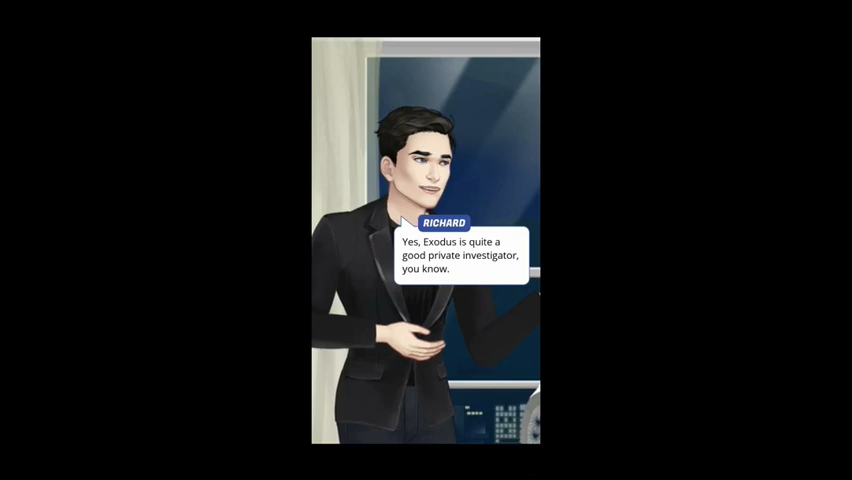 RICHARD
Yes, Exodus is quite a
good private investigator,
you know.